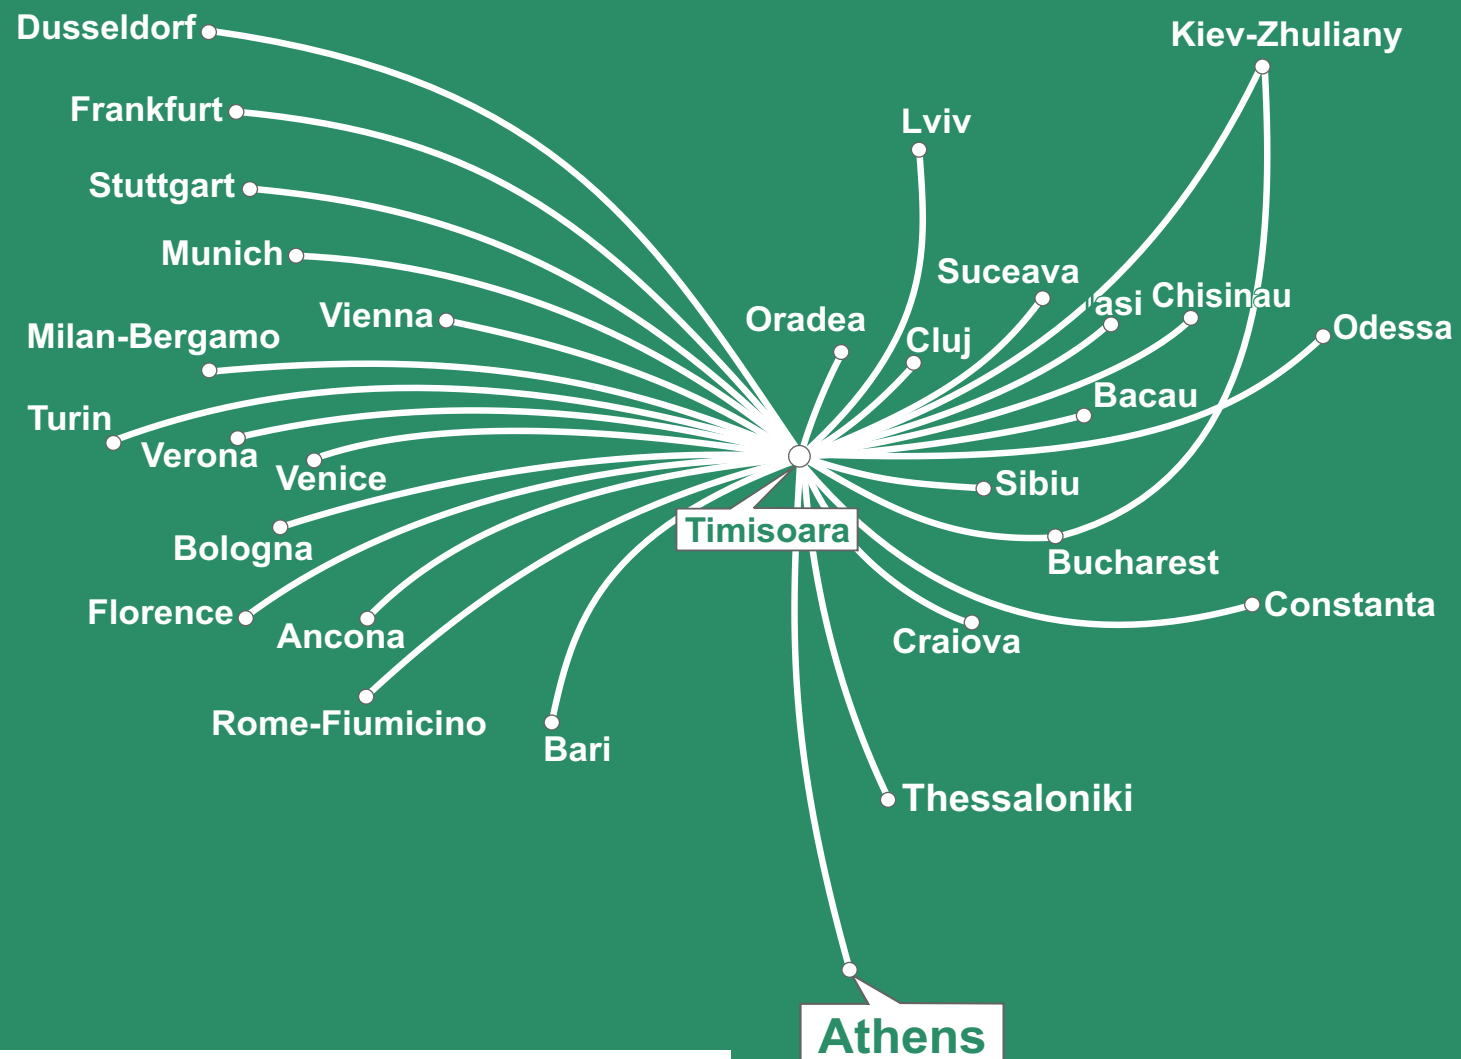 Dusseldorf
Kiev-Zhuliany
Frankfurt
Lviv
Stuttgart
Munich
Suceava
Iasi
Chisinau
Vienna
Oradea
Odessa
Milan-Bergamo
Cluj
Bacau
Turin
Verona
Venice
Sibiu
Timisoara
Bologna
Bucharest
Florence
Constanta
Ancona
Craiova
Rome-Fiumicino
Bari
Thessaloniki
Athens